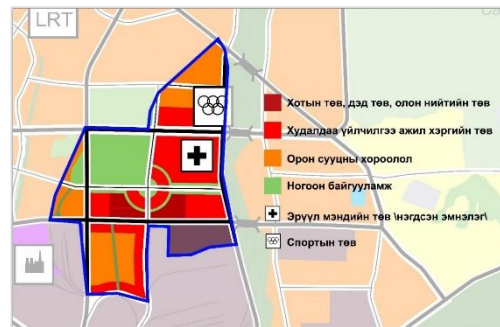 LRT
Хотын төв, дэд төв, олон нийтийн төв
Худалдаа үйлчилгээ ажил хэргийн төв
Орон сууцны хороолол
Ногоон байгууламж
Эрүүл мэндийн төв \нэгдсэн эмнэлэг\
Спортын төв